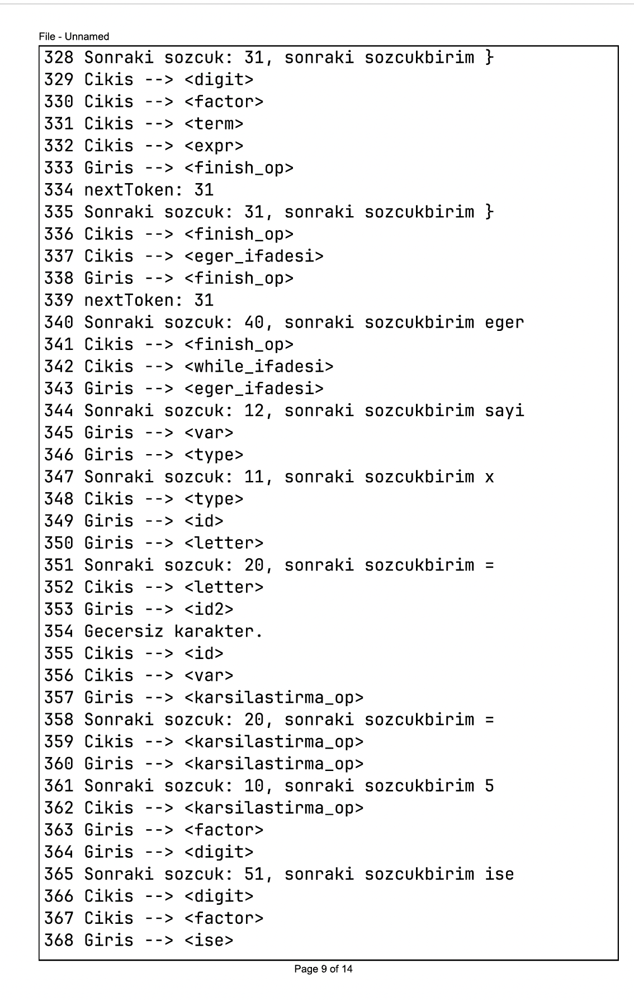 File - Unnamed
328 Sonraki sozcuk: 31, sonraki sozcukbirim }
329 Cikis --> <digit>
330 Cikis --> <factor>
331 Cikis --> <term>
332 Cikis --> <expr>
333 Giris --> <finish_op>
334 nextToken: 31
335 Sonraki sozcuk: 31, sonraki sozcukbirim }
336 Cikis --> <finish_op>
337 Cikis --> <eger_ifadesi>
338 Giris --> <finish_op>
339 nextToken: 31
340 Sonraki sozcuk: 40, sonraki sozcukbirim eger
341 Cikis --> <finish_op>
342 Cikis --> <while_ifadesi>
343 Giris --> <eger_ifadesi>
344 Sonraki sozcuk: 12, sonraki sozcukbirim sayi
345 Giris --> <var>
346 Giris --> <type>
347 Sonraki sozcuk: 11, sonraki sozcukbirim x
348 Cikis --> <type>
349 Giris --> <id>
350 Giris --> <letter>
351 Sonraki sozcuk: 20, sonraki sozcukbirim =
352 Cikis --> <letter>
353 Giris --> <id2>
354 Gecersiz karakter.
355 Cikis --> <id>
356 Cikis --> <var>
357 Giris --> <karsilastirma_op>
358 Sonraki sozcuk: 20, sonraki sozcukbirim =
359 Cikis --> <karsilastirma_op>
360 Giris --> <karsilastirma_op>
361 Sonraki sozcuk: 10, sonraki sozcukbirim 5
362 Cikis --> <karsilastirma_op>
363 Giris --> <factor>
364 Giris --> <digit>
365 Sonraki sozcuk: 51, sonraki sozcukbirim ise
366 Cikis --> <digit>
367 Cikis --> <factor>
368 Giris --> <ise>
Page 9 of 14